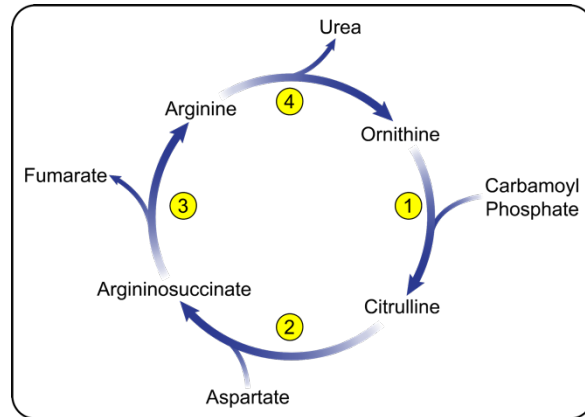 Urea
Arginine
4
Ornithine
Fumarate
3
1
Carbamoyl
Phosphate
Argininosuccinate
Citrulline
2
Aspartate